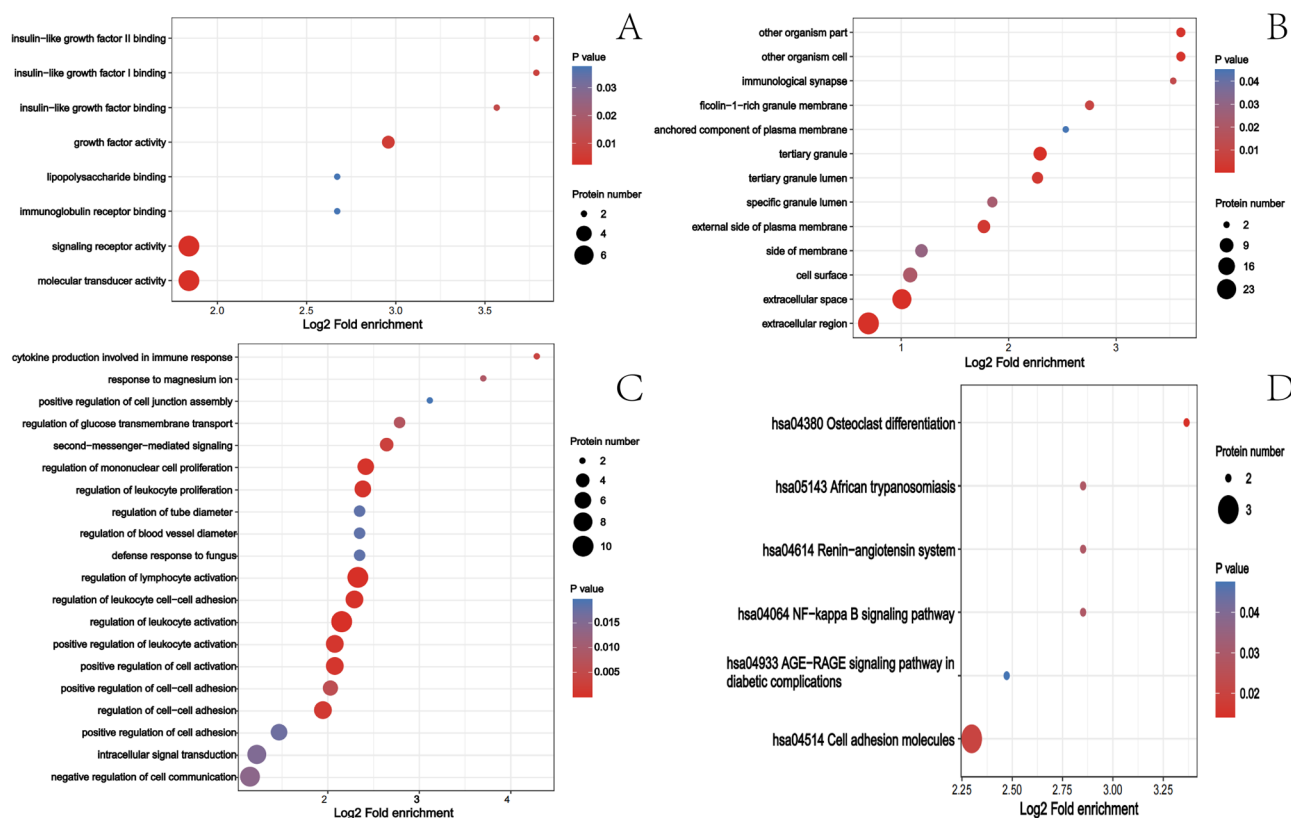 A
insulin-like growth factor II binding
insulin-like growth factor I binding
insulin-like growth factor binding
growth factor activity
lipopolysaccharide binding
immunoglobulin receptor binding
signaling receptor activity
molecular transducer activity
2.0 2.5 3.0 3.5
Log2 Fold enrichment
P value
0.03
0.02
0.01
Protein number
2
4
6
B
other organism part
other organism cell
immunological synapse
ficolin-1-rich granule membrane
anchored component of plasma membrane
tertiary granule
tertiary granule lumen
specific granule lumen
external side of plasma membrane
side of membrane
cell surface
extracellular space
extracellular region
1 2 3
Log2 Fold enrichment
P value
0.04
0.03
0.02
0.01
Protein number
2
9
16
23
C
cytokine production involved in immune response
response to magnesium ion
positive regulation of cell junction assembly
regulation of glucose transmembrane transport
second-messenger-mediated signaling
regulation of mononuclear cell proliferation
regulation of leukocyte proliferation
regulation of tube diameter
regulation of blood vessel diameter
defense response to fungus
regulation of lymphocyte activation
regulation of leukocyte cell-cell adhesion
regulation of leukocyte activation
positive regulation of leukocyte activation
positive regulation of cell activation
positive regulation of cell-cell adhesion
regulation of cell-cell adhesion
positive regulation of cell adhesion
intracellular signal transduction
negative regulation of cell communication
2 3 4
Log2 Fold enrichment
Protein number
2
4
6
8
10
P value
0.015
0.010
0.005
D
hsa04380 Osteoclast differentiation
hsa05143 African trypanosomiasis
hsa04614 Renin-angiotensin system
hsa04064 NF-kappa B signaling pathway
hsa04933 AGE-RAGE signaling pathway in
diabetic complications
hsa04514 Cell adhesion molecules
2.25 2.50 2.75 3.00 3.25
Log2 Fold enrichment
Protein number
2
3
P value
0.04
0.03
0.02